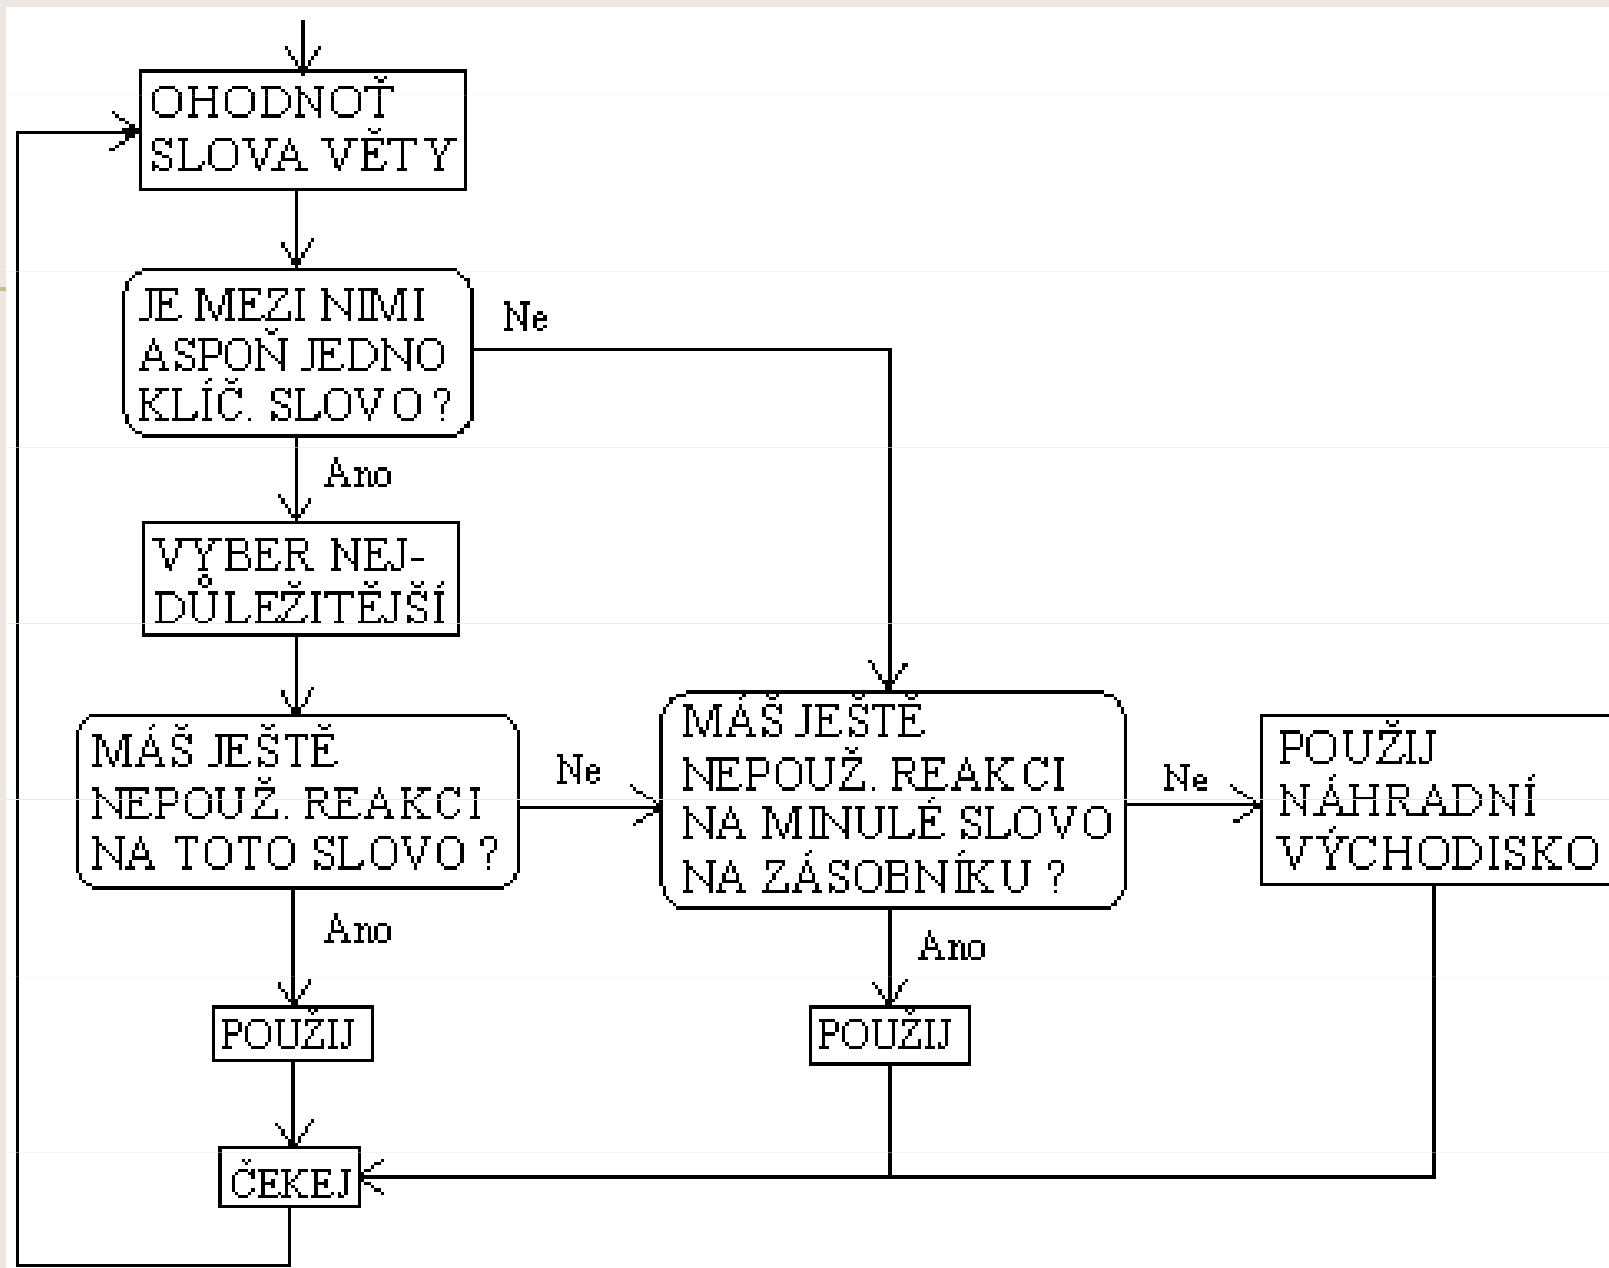 OHODNOŤ
SLOVA VĚTY
JE MEZI NIMI
ASPOŇ JEDNO
KLÍČ. SLOVO ?
Ne
Ano
VYBER NEJ-
DŮLEŽITĚJŠÍ
MÁŠ JEŠTĚ
NEPOUŽ. REAKCI
NA TOTO SLOVO ?
Ne
MÁŠ JEŠTĚ
NEPOUŽ. REAKCI
NA MINULÉ SLOVO
NA ZÁSOBNÍKU ?
Ne
POUŽIJ
NÁHRADNÍ
VÝCHODISKO
Ano
Ano
POUŽIJ
POUŽIJ
ČEKEJ